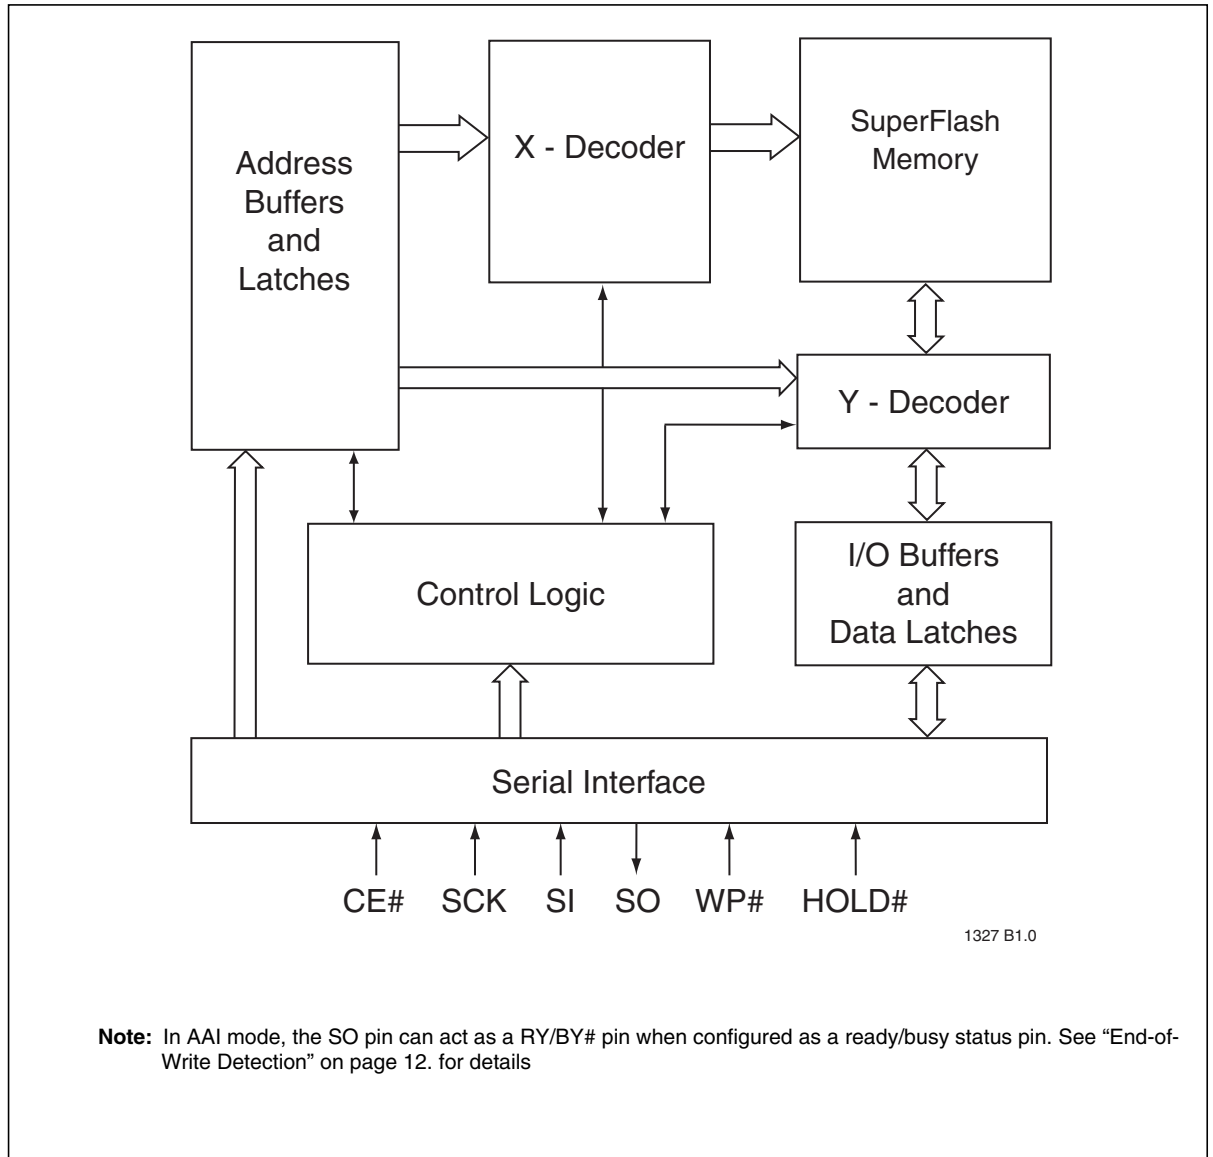 Address
Buffers
and
Latches
X - Decoder
SuperFlash
Memory
Y - Decoder
Control Logic
I/O Buffers
and
Data Latches
Serial Interface
CE# SCK SI SO WP# HOLD#
1327 B1.0
Note: In AAI mode, the SO pin can act as a RY/BY# pin when configured as a ready/busy status pin. See “End-of-
Write Detection” on page 12. for details